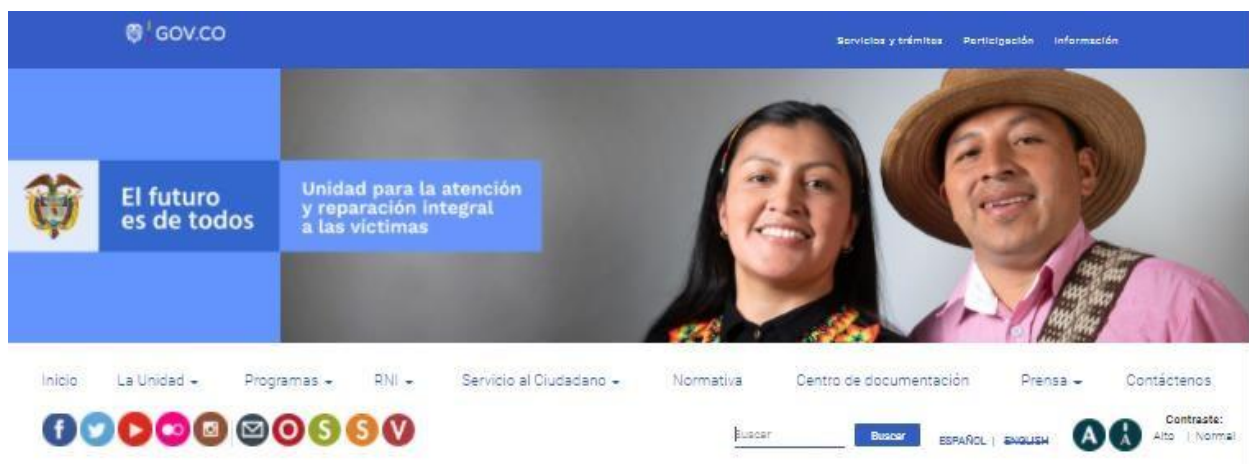 GOV.CO
Servicios y trámites Participación Información
El futuro
es de todos
Unidad para la atención
y reparación integral
a las víctimas
Inicio La Unidad Programas RNI Servicio al Ciudadano Normativa Centro de documentación Prensa Contáctenos
f O S S V
Buscar Buscar ESPAÑOL | ENGLISH A A Contraste:
Alto | Normal